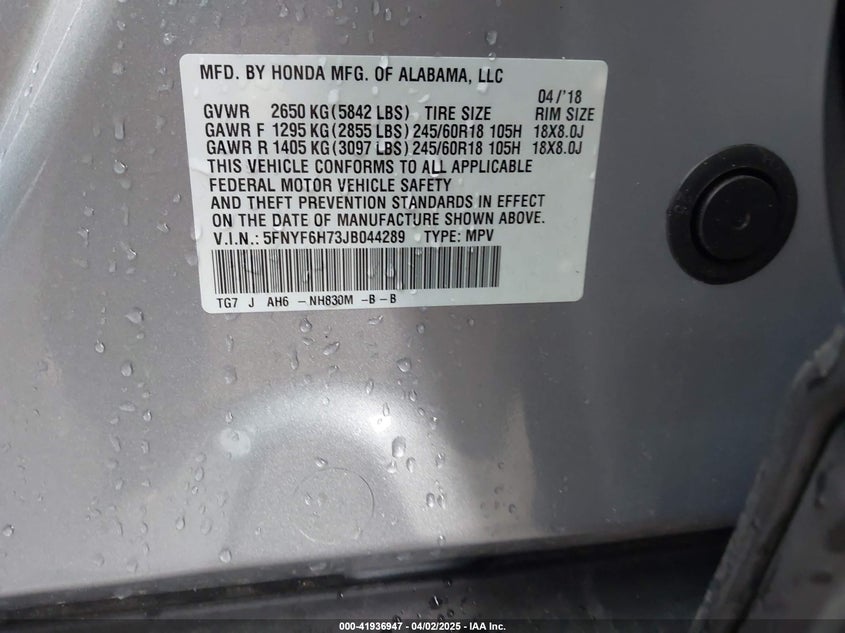 MFD. BY HONDA MFG. OF ALABAMA, LLC
04/'18
GVWR 2650 KG(5842 LBS) TIRE SIZE RIM SIZE
GAWR F 1295 KG(2855 LBS)245/60R18 105H 18X8.0J
GAWR R 1405 KG(3097 LBS)245/60R18 105H 18X8.0J
THIS VEHICLE CONFORMS TO ALL APPLICABLE
FEDERAL MOTOR VEHICLE SAFETY
AND THEFT PREVENTION STANDARDS IN EFFECT
ON THE DATE OF MANUFACTURE SHOWN ABOVE.
V.I.N.: 5FNYF6H73JB044289 TYPE: MPV
TG7 J AH6 -NH830M -B-B
000-41936947 - 04/02/2025 - IAA Inc.